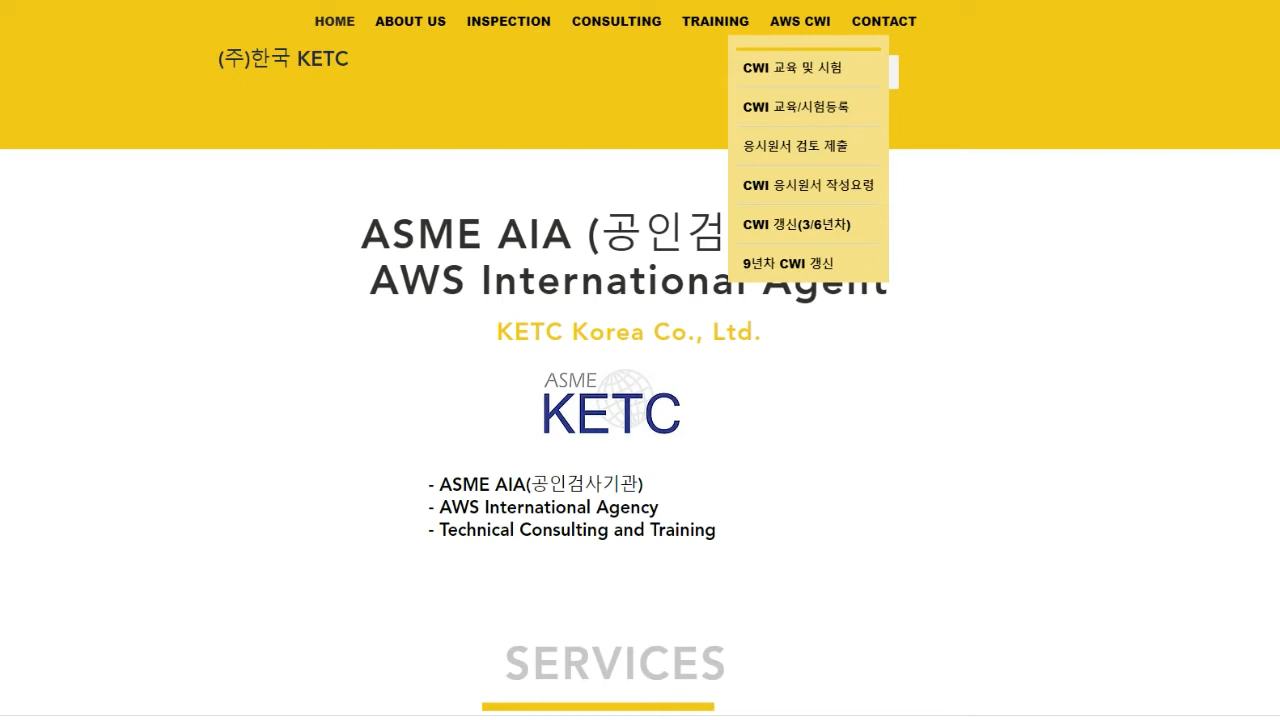 HOME ABOUT US INSPECTION CONSULTING TRAINING AWS CWI CONTACT
(주)한국 KETC
CWI 교육 및 시험
CWI 교육/시험등록
응시원서 검토 제출
CWI 응시원서 작성요령
CWI 갱신(3/6년차)
9년차 CWI 갱신
ASME AIA (공인검
AWS International Agent
KETC Korea Co., Ltd.
ASME
KETC
- ASME AIA(공인검사기관)
- AWS International Agency
- Technical Consulting and Training
SERVICES